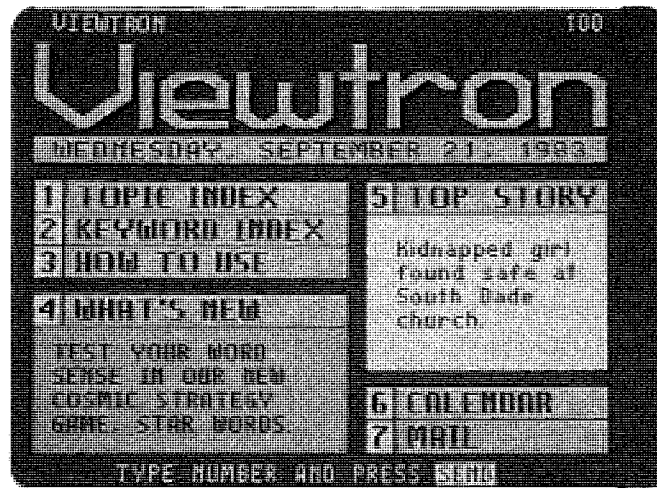 VIEWTRON 100
Viewtron
WEDNESDAY, SEPTEMBER 21, 1983
1 TOPIC INDEX
2 KEYWORD INDEX
3 HOW TO USE
4 WHAT'S NEW
TEST YOUR WORD
SENSE IN OUR NEW
COSMIC STRATEGY
GAME, STAR WORDS.
5 TOP STORY
Kidnapped girl
found safe at
South Dade
church.
6 CALENDAR
7 MAIL
TYPE NUMBER AND PRESS SEND